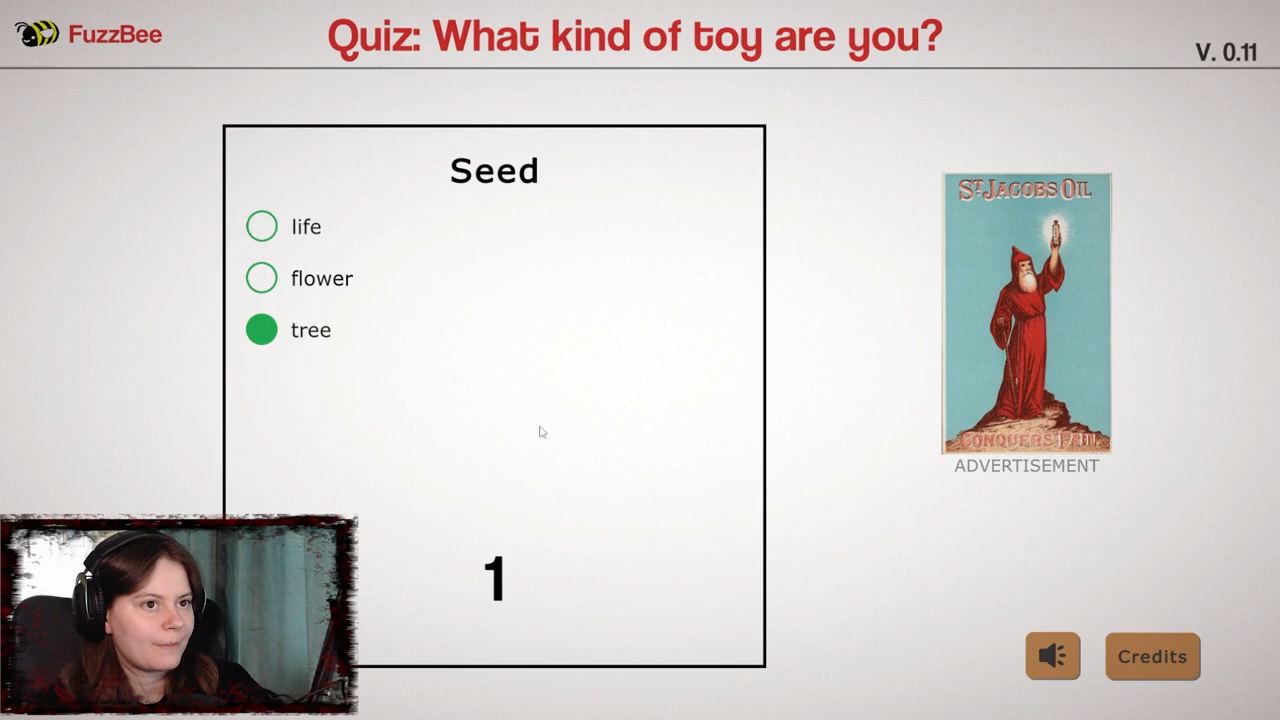 FuzzBee
Quiz: What kind of toy are you?
V. 0.11
Seed
life
flower
tree
1
ST. JACOBS OIL
CONQUERS PAIN.
ADVERTISEMENT
Credits